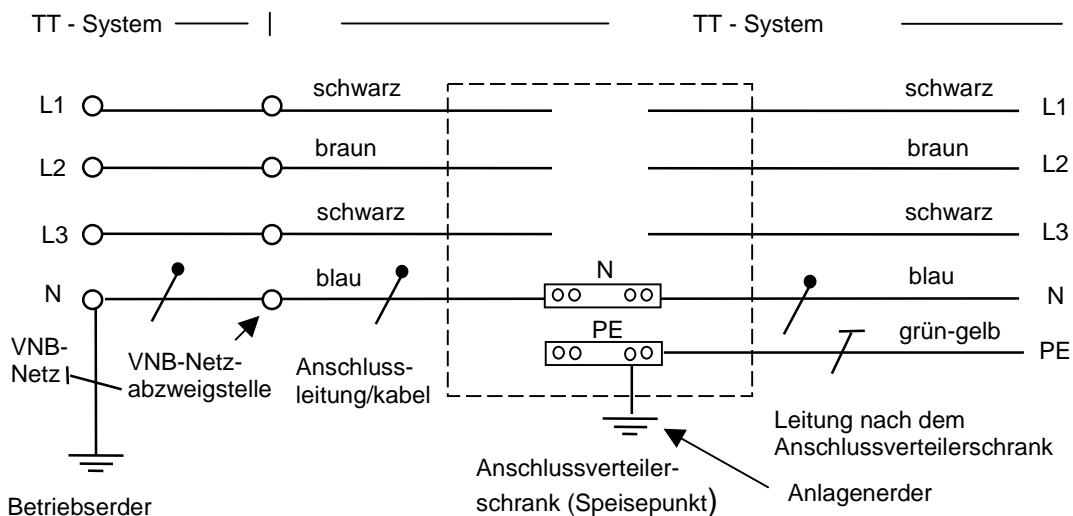 TT - System
TT - System
L1
schwarz
schwarz
L1
L2
braun
braun
L2
L3
schwarz
schwarz
L3
N
blau
N
blau
N
PE
grün-gelb
PE
VNB-
Netz
VNB-Netz-
abzweigstelle
Anschluss-
leitung/kabel
Leitung nach dem
Anschlussverteilerschrank
Anschlussverteiler-
schrank (Speisepunkt)
Anlagenerder
Betriebserder